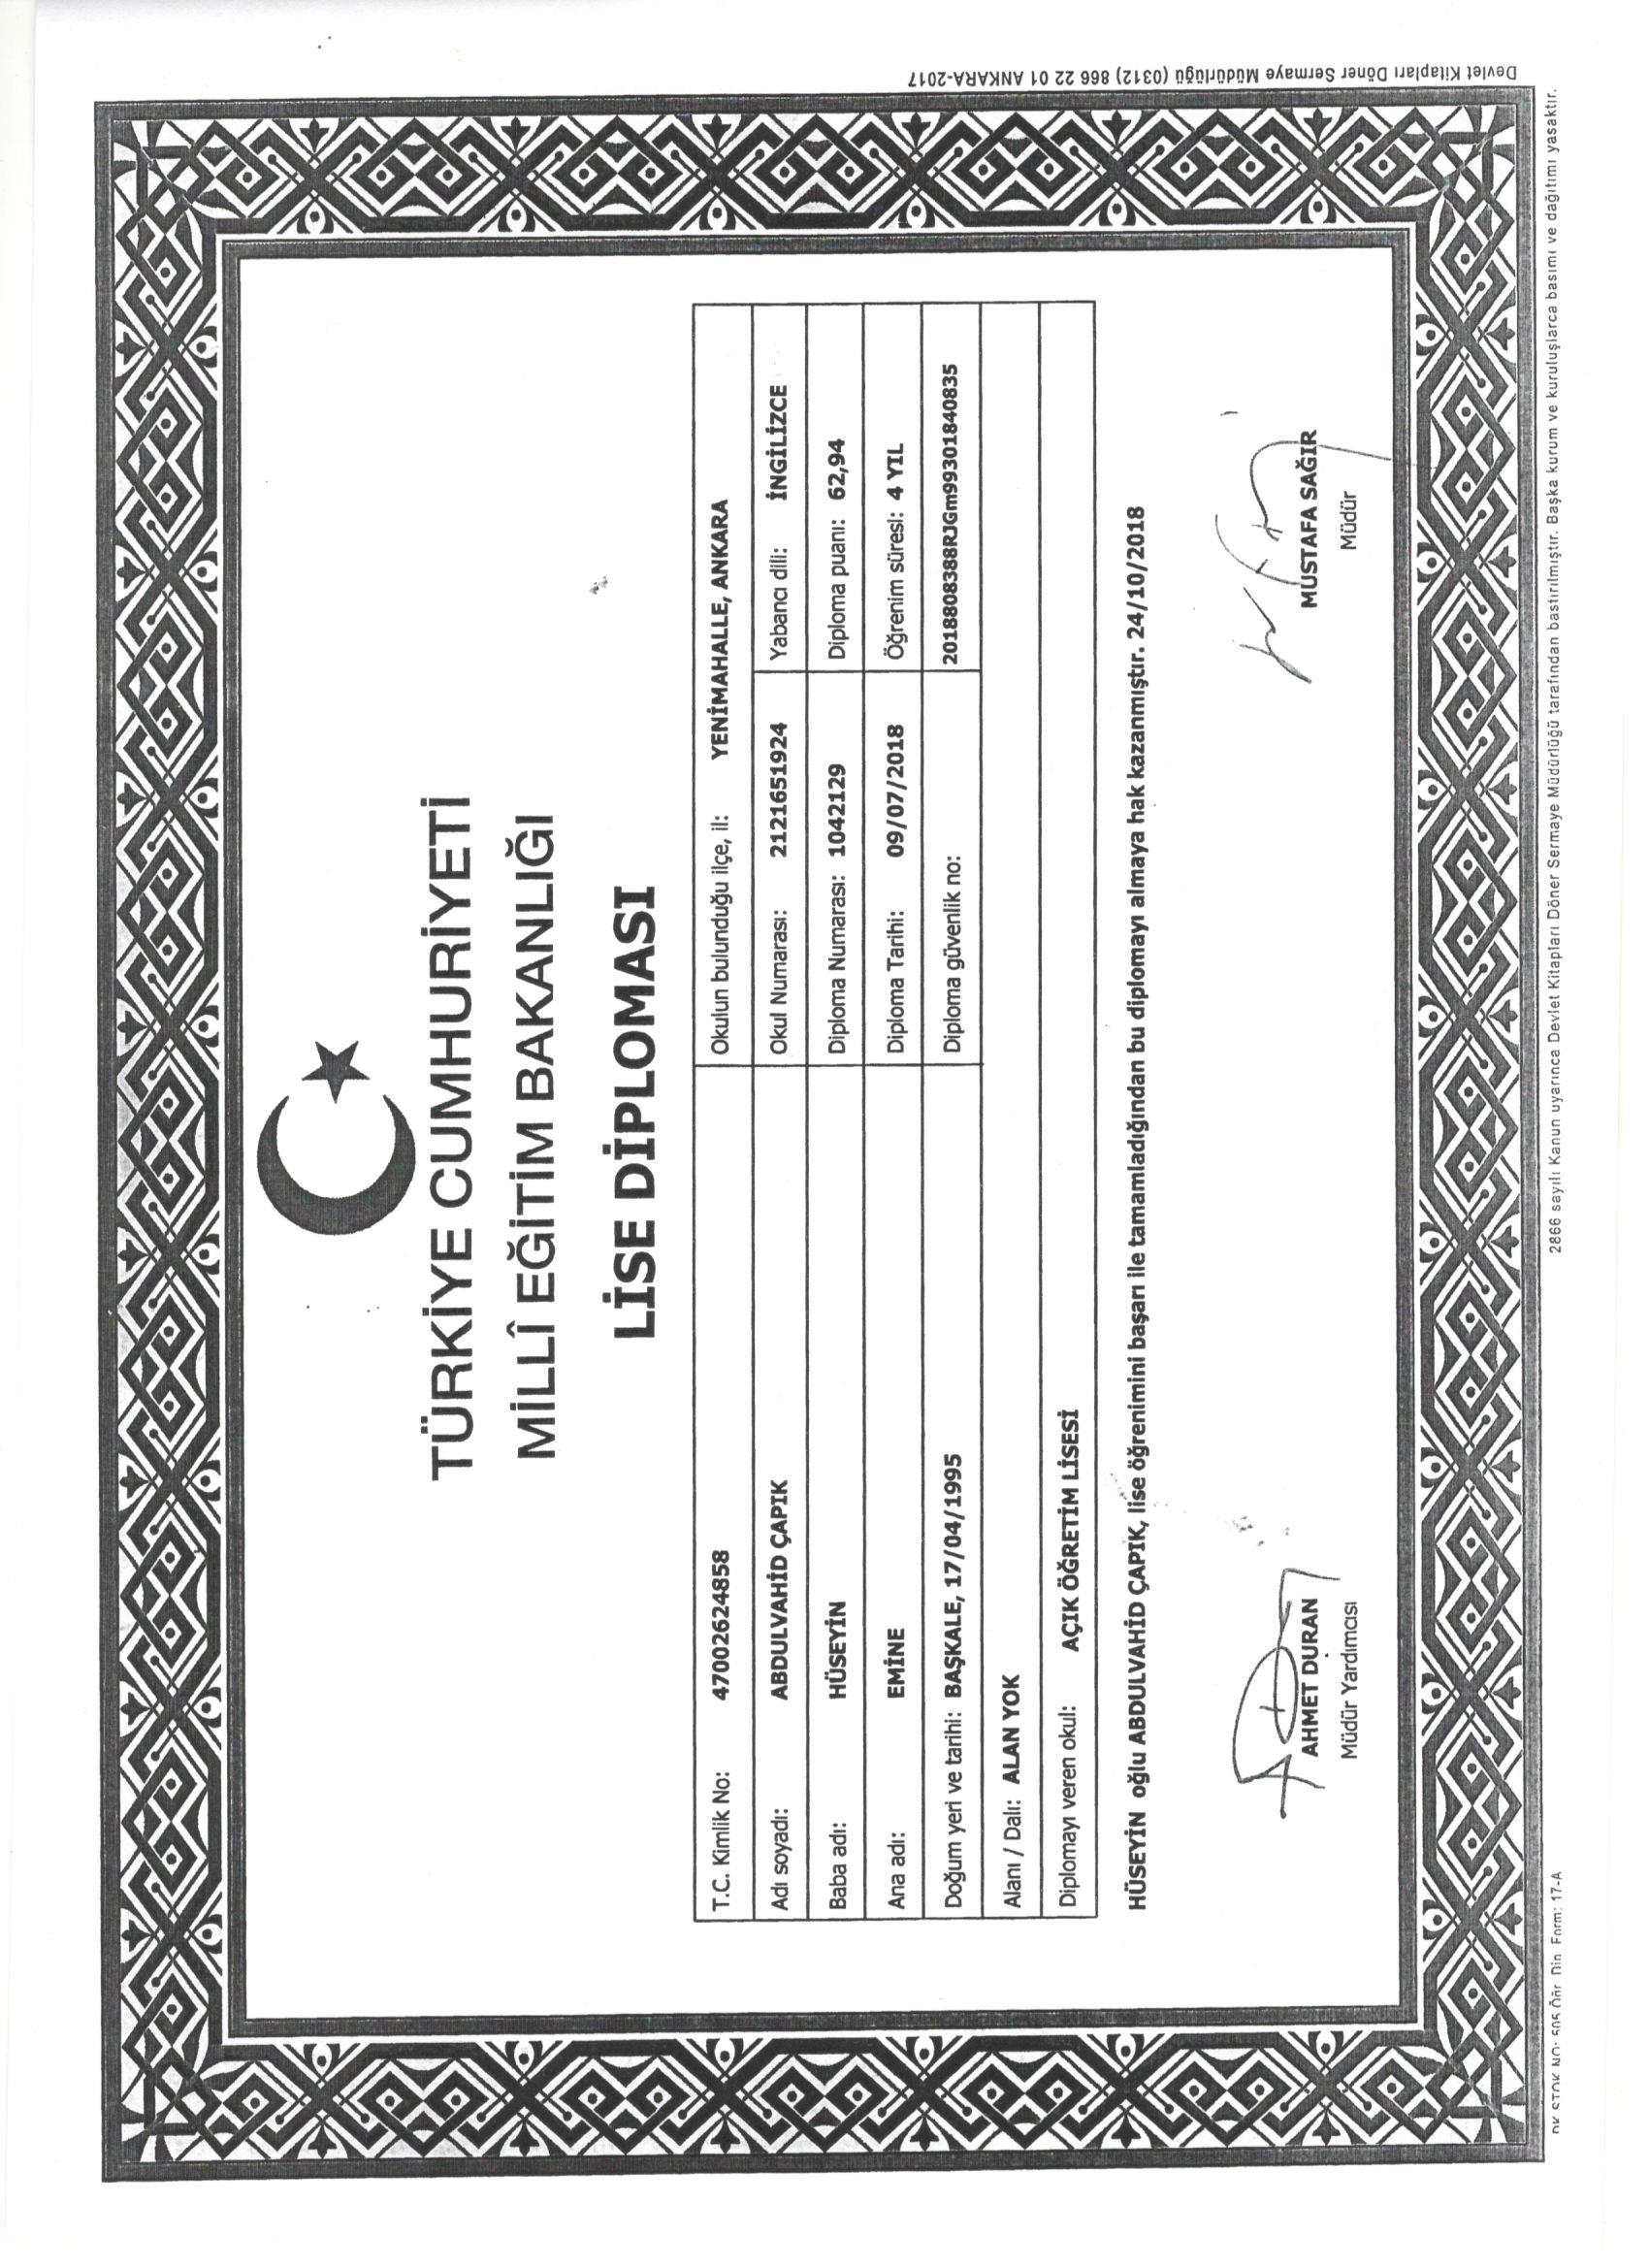 TÜRKİYE CUMHURİYETİ
MİLLÎ EĞİTİM BAKANLIĞI
LİSE DİPLOMASI
T.C. Kimlik No: 47002624858 Okulun bulunduğu ilçe, il: YENİMAHALLE, ANKARA
Adı soyadı: ABDULVAHİD ÇAPIK Okul Numarası: 2121651924 Yabancı dili: İNGİLİZCE
Baba adı: HÜSEYİN Diploma Numarası: 1042129 Diploma puanı: 62,94
Ana adı: EMİNE Diploma Tarihi: 09/07/2018 Öğrenim süresi: 4 YIL
Doğum yeri ve tarihi: BAŞKALE, 17/04/1995 Diploma güvenlik no: 2018808388RJGm99301840835
Alanı / Dalı: ALAN YOK
Diplomayı veren okul: AÇIK ÖĞRETİM LİSESİ
HÜSEYİN oğlu ABDULVAHİD ÇAPIK, lise öğrenimini başarı ile tamamladığından bu diplomayı almaya hak kazanmıştır. 24/10/2018
AHMET DURAN MUSTAFA SAĞIR
Müdür Yardımcısı Müdür
DK STOK NO: 505 Öğr. Din. Form: 17-A 2866 sayılı Kanun uyarınca Devlet Kitapları Döner Sermaye Müdürlüğü tarafından bastırılmıştır. Başka kurum ve kuruluşlarca basımı ve dağıtımı yasaktır.
Devlet Kitapları Döner Sermaye Müdürlüğü (0312) 866 22 01 ANKARA-2017